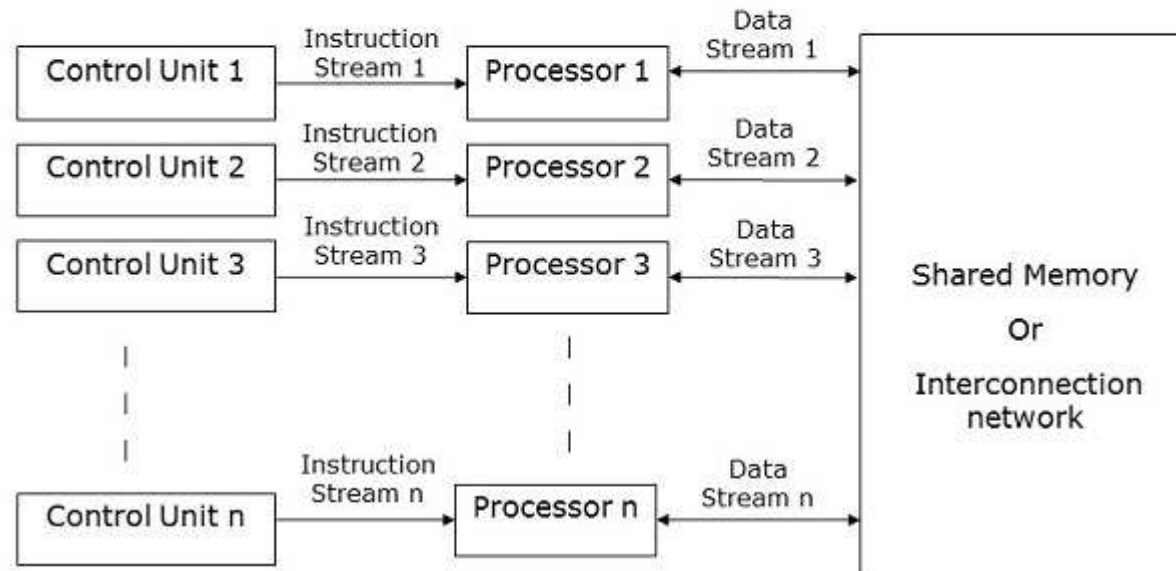 Control Unit 1
Instruction
Stream 1
Processor 1
Data
Stream 1
Control Unit 2
Instruction
Stream 2
Processor 2
Data
Stream 2
Control Unit 3
Instruction
Stream 3
Processor 3
Data
Stream 3
Shared Memory
Or
Interconnection
network
Control Unit n
Instruction
Stream n
Processor n
Data
Stream n